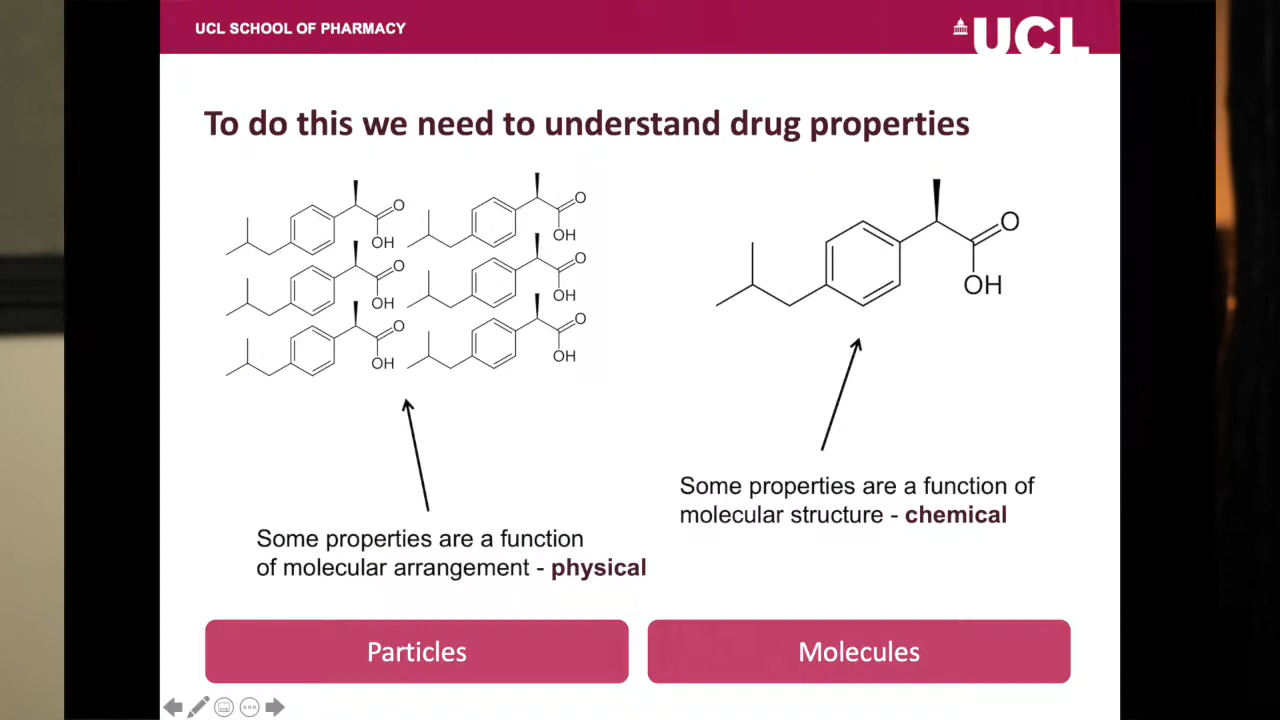 UCL SCHOOL OF PHARMACY
UCL
To do this we need to understand drug properties
O
OH
O
OH
O
OH
O
OH
O
OH
O
OH
O
OH
Some properties are a function
of molecular arrangement - physical
Some properties are a function of
molecular structure - chemical
Particles
Molecules